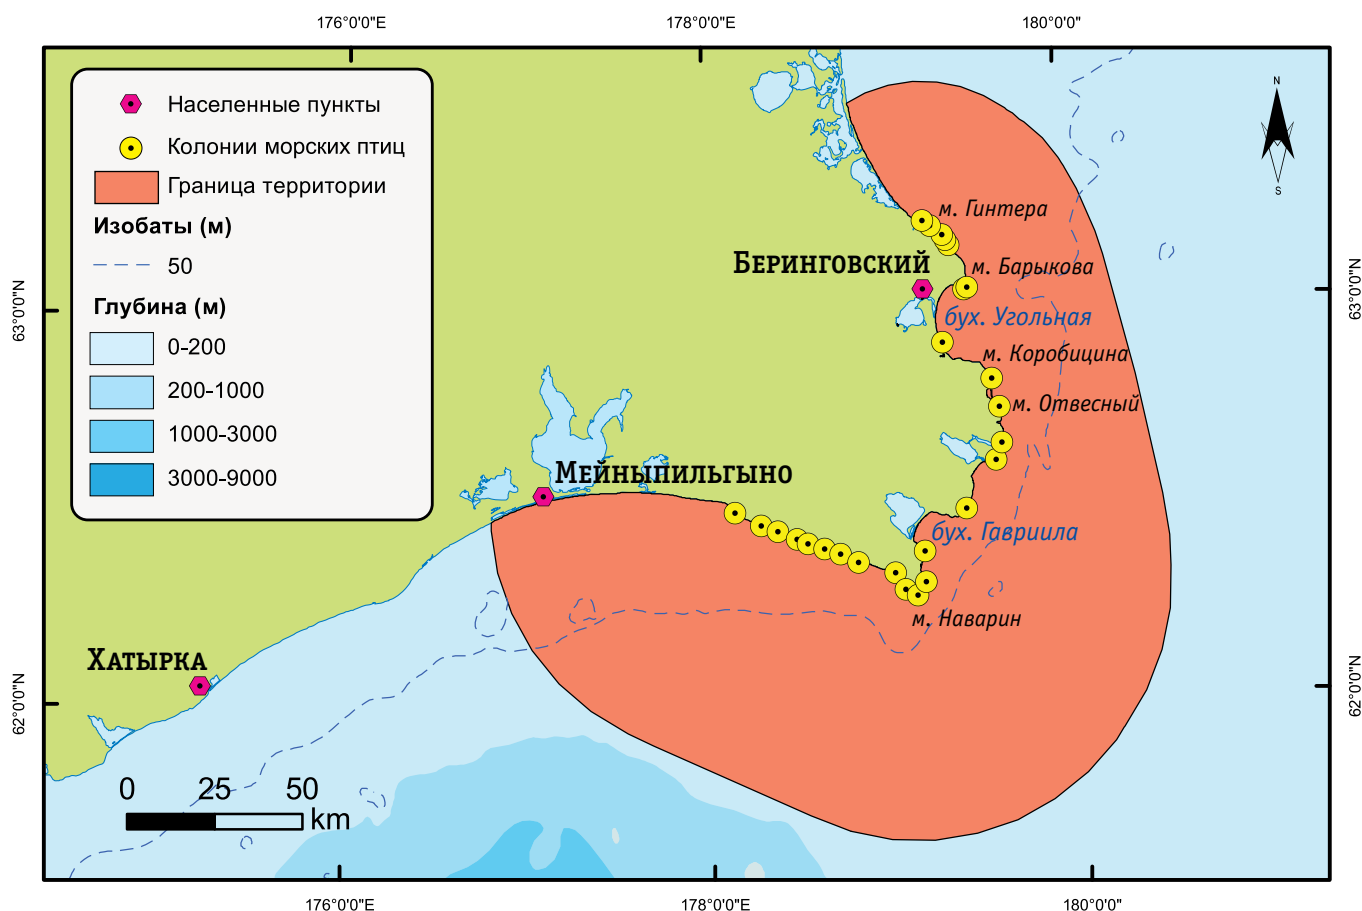 176°0'0"E
178°0'0"E
180°0'0"
Населенные пункты
Колонии морских птиц
Граница территории
Изобаты (м)
50
Глубина (м)
0-200
200-1000
1000-3000
3000-9000
N
S
м. Гинтера
Беринговский
м. Барыкова
бух. Угольная
м. Коробицина
м. Отвесный
Мейныпильгыно
бух. Гавриила
м. Наварин
Хатырка
63°0'0"N
63°0'0"N
62°0'0"N
62°0'0"N
0 25 50
km
176°0'0"E
178°0'0"E
180°0'0"